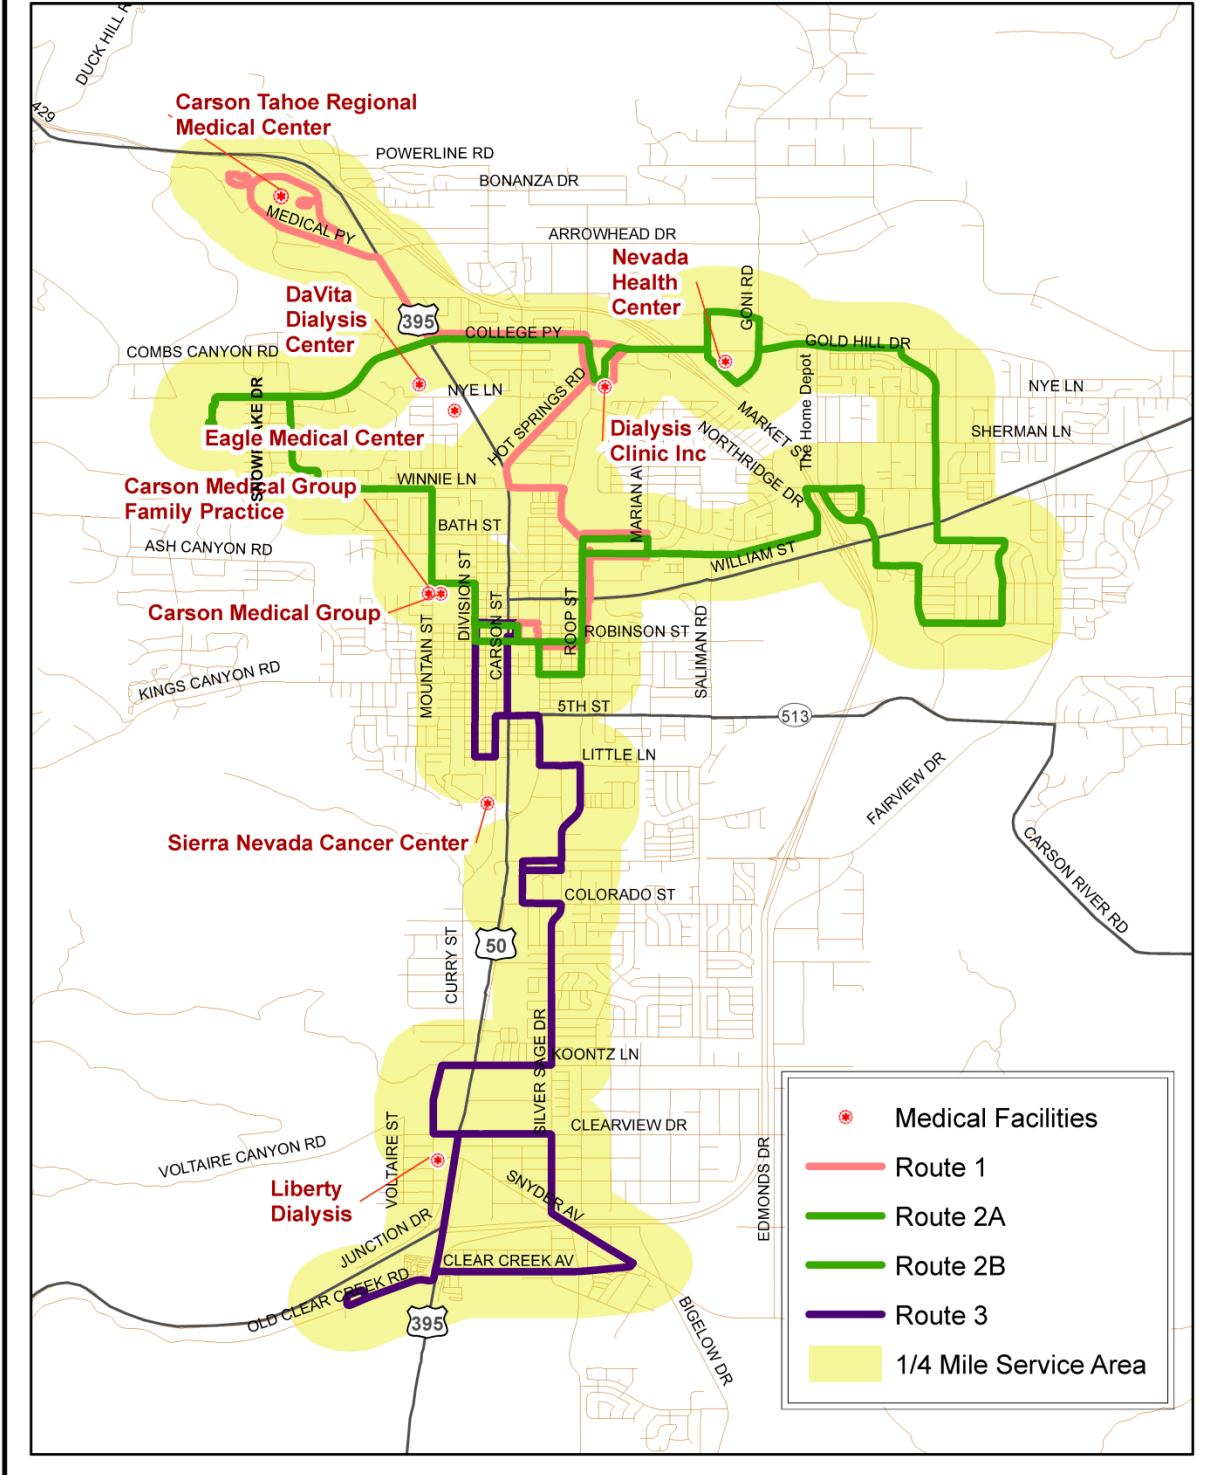 DUCK HILL R
429
Carson Tahoe Regional
Medical Center
POWERLINE RD
BONANZA DR
MEDICAL PY
ARROWHEAD DR
Nevada
Health
Center
GONI RD
DaVita
Dialysis
Center
395
COLLEGE PY
GOLD HILL DR
COMBS CANYON RD
NYE LN
NYE LN
HOT SPRINGS RD
The Home Depot
MARKET ST
NORTHRIDGE DR
SHERMAN LN
Dialysis
Clinic Inc
Eagle Medical Center
WINNIE LN
MARIAN AV
Carson Medical Group
Family Practice
BATH ST
ASH CANYON RD
WILLIAM ST
DIVISION ST
CARSON ST
ROOP ST
Carson Medical Group
ROBINSON ST
MOUNTAIN ST
SALIMAN RD
KINGS CANYON RD
5TH ST
513
LITTLE LN
FAIRVIEW DR
Sierra Nevada Cancer Center
CARSON RIVER RD
COLORADO ST
50
CURRY ST
SILVER SAGE DR
KOONTZ LN
CLEARVIEW DR
VOLTAIRE ST
VOLTAIRE CANYON RD
EDMONDS DR
Liberty
Dialysis
SNYDER AV
JUNCTION DR
CLEAR CREEK AV
OLD CLEAR CREEK RD
395
BIGELOW DR
Medical Facilities
Route 1
Route 2A
Route 2B
Route 3
1/4 Mile Service Area